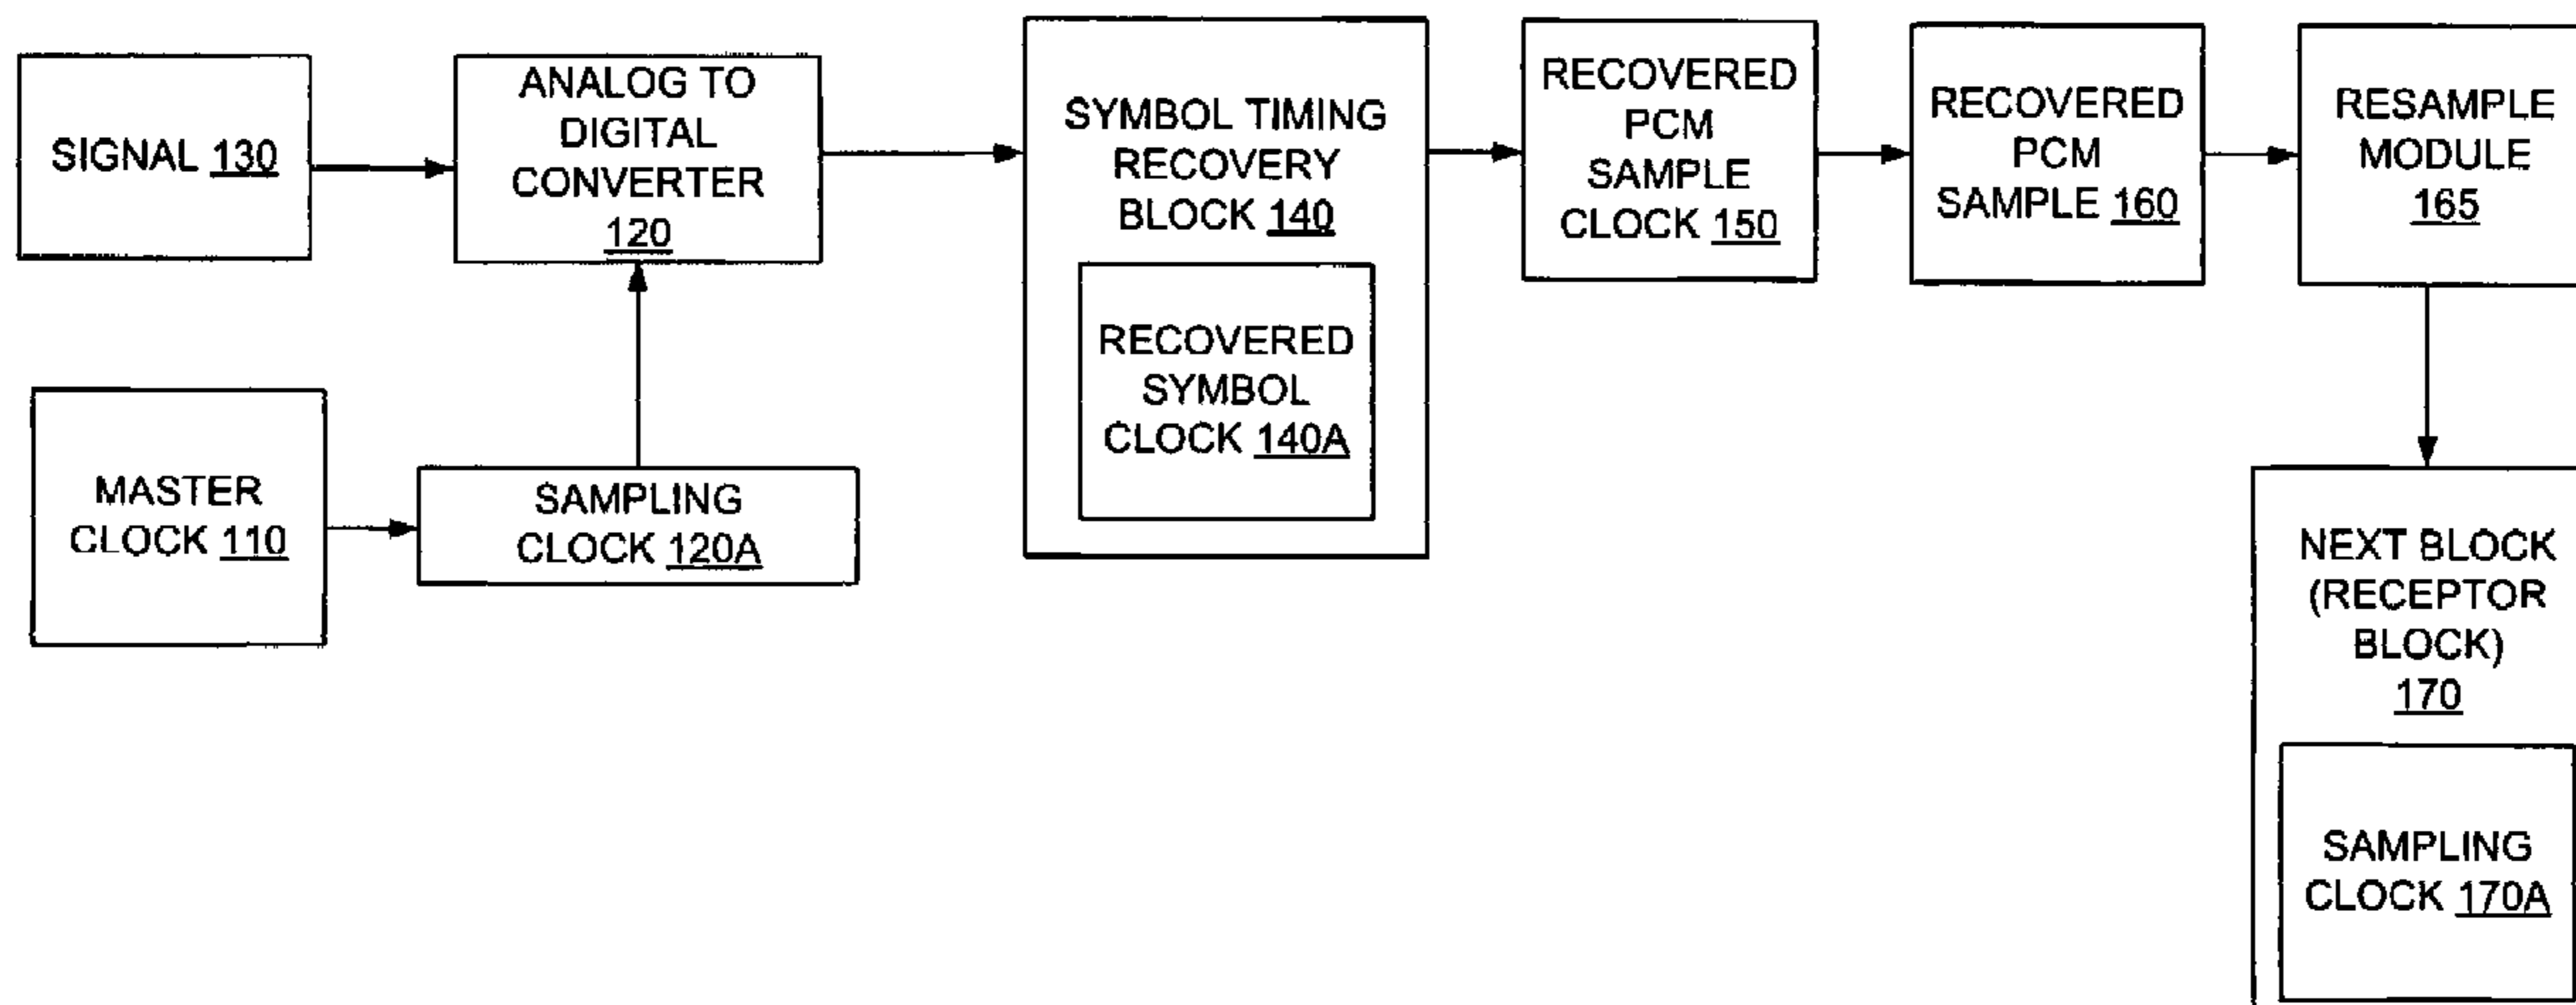 SIGNAL 130
ANALOG TO
DIGITAL
CONVERTER
120
SYMBOL TIMING
RECOVERY
BLOCK 140
RECOVERED
SYMBOL
CLOCK 140A
RECOVERED
PCM
SAMPLE
CLOCK 150
RECOVERED
PCM
SAMPLE 160
RESAMPLE
MODULE
165
MASTER
CLOCK 110
SAMPLING
CLOCK 120A
NEXT BLOCK
(RECEPTOR
BLOCK)
170
SAMPLING
CLOCK 170A